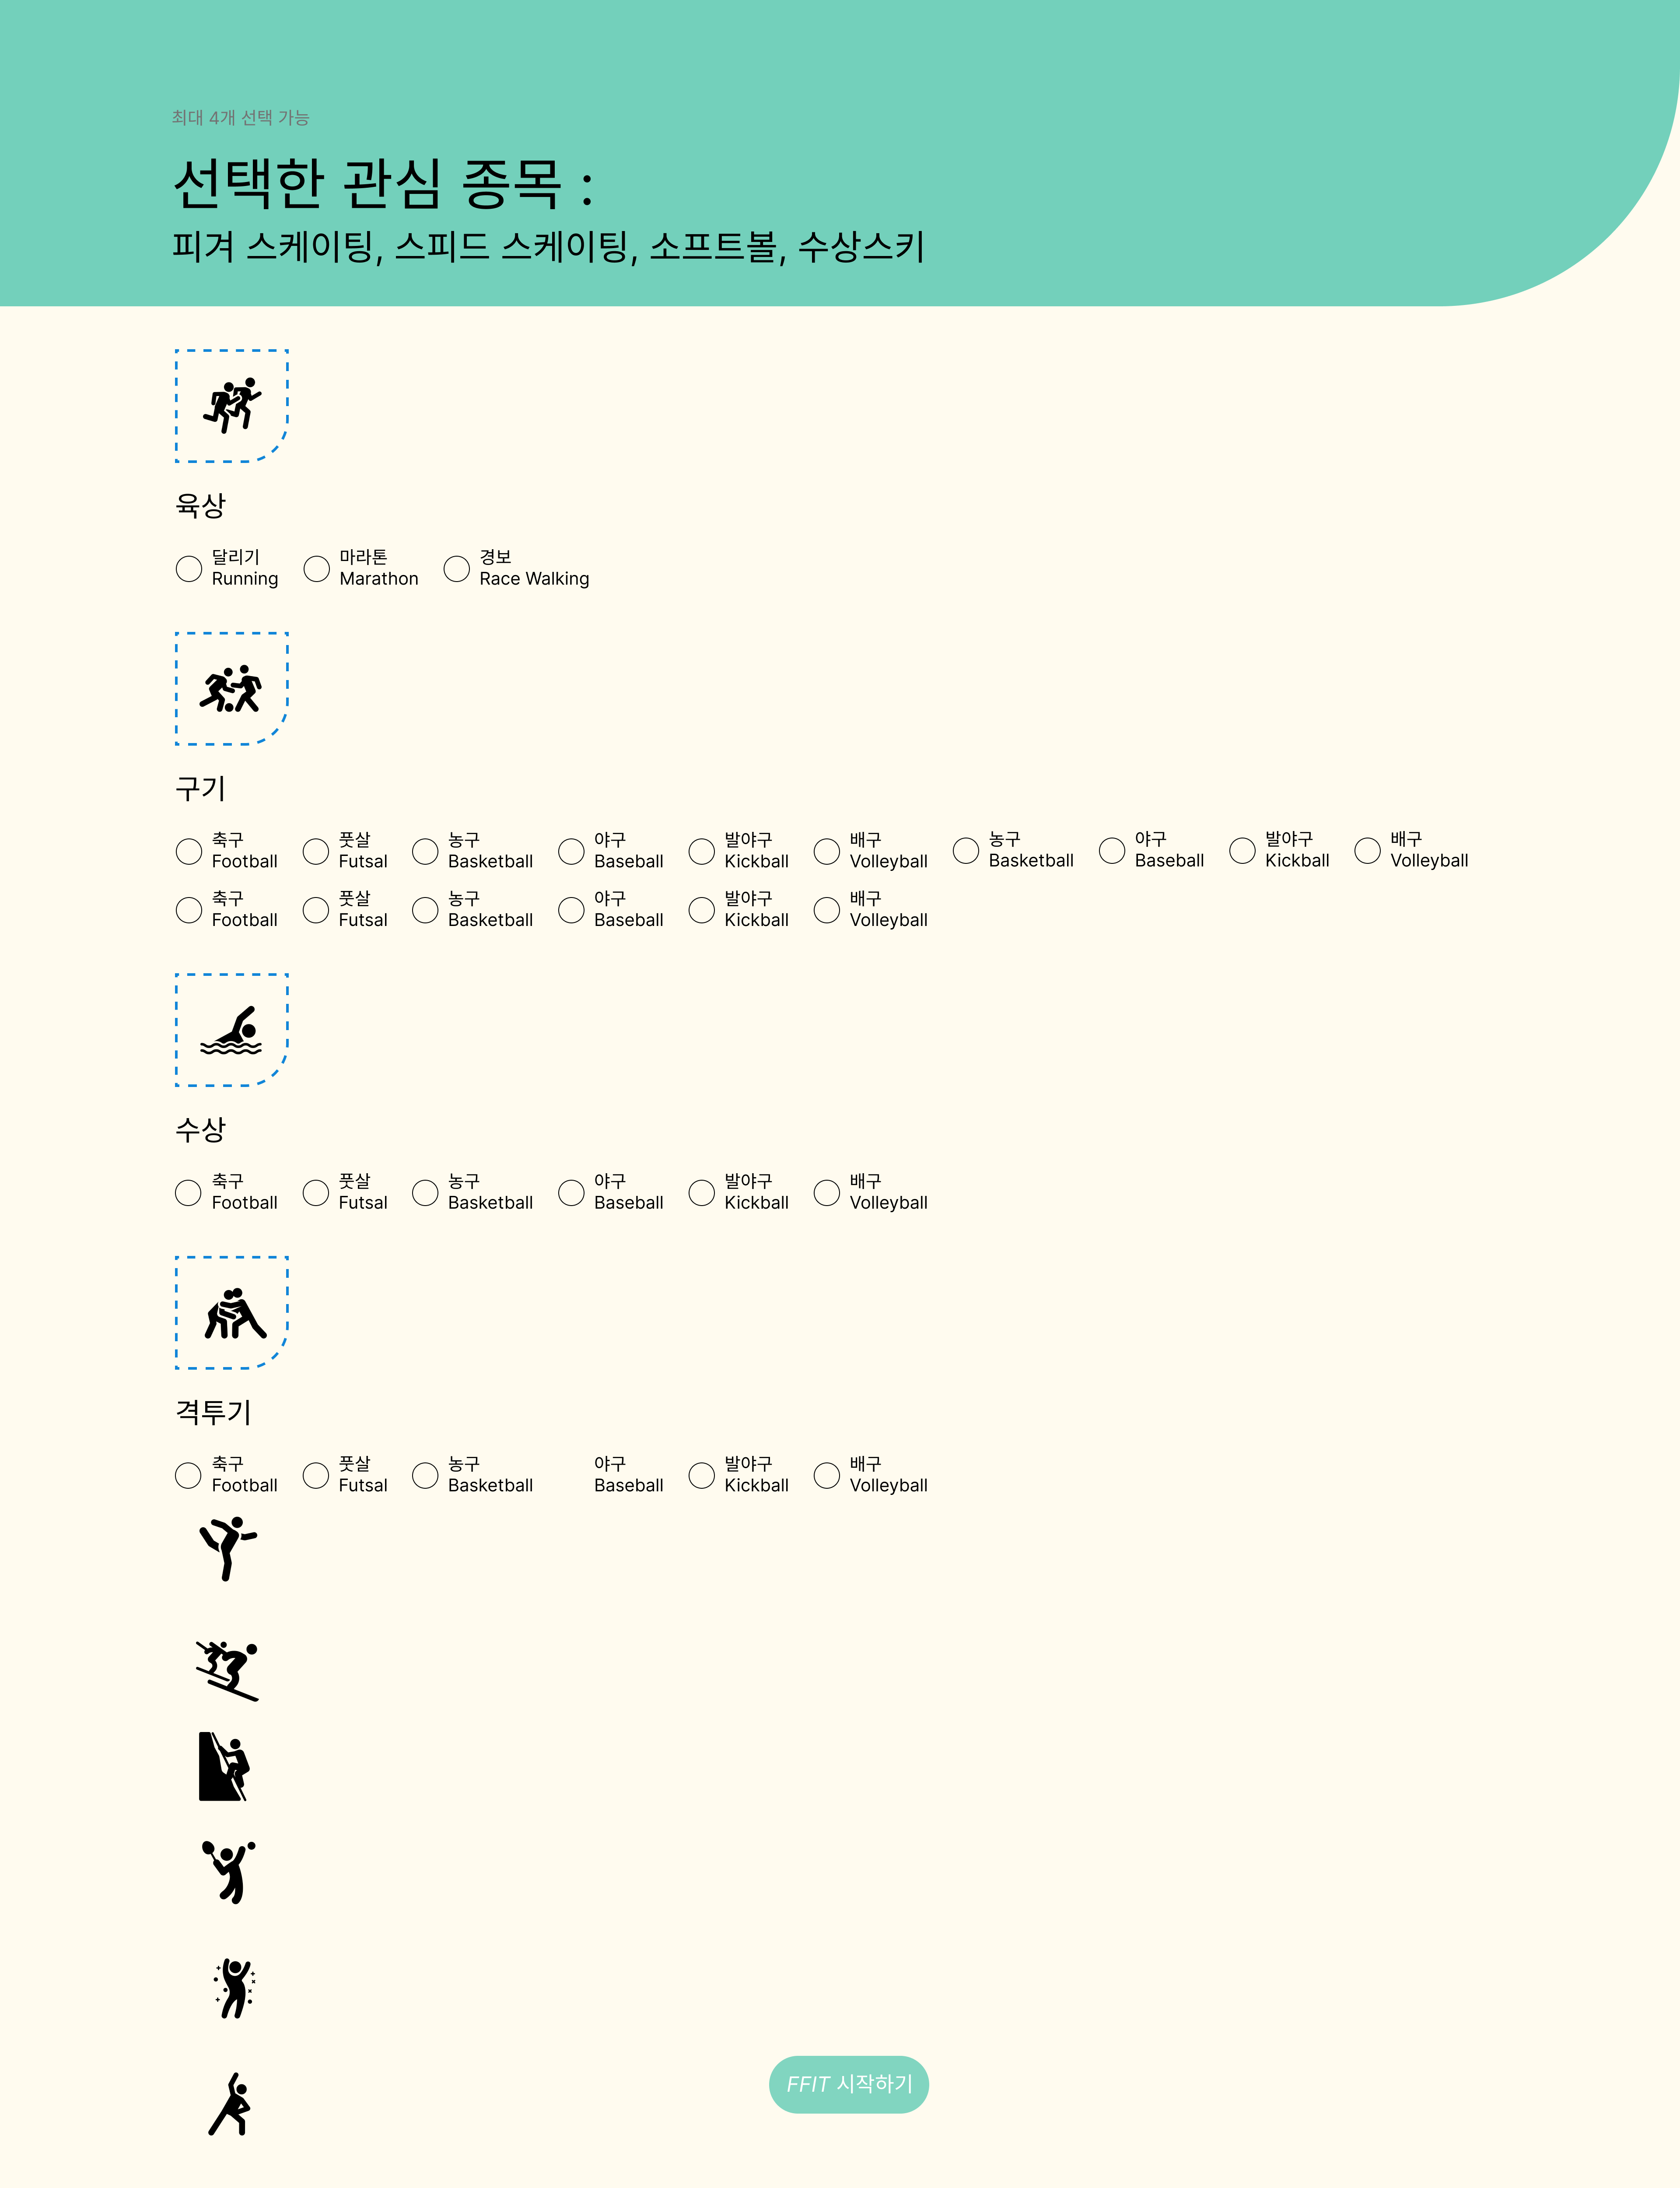 최대 4개 선택 가능
선택한 관심 종목 :
피겨 스케이팅, 스피드 스케이팅, 소프트볼, 수상스키
육상
달리기 마라톤 경보
Running Marathon Race Walking
구기
축구 풋살 농구 야구 발야구 배구 농구 야구 발야구 배구
Football Futsal Basketball Baseball Kickball Volleyball Basketball Baseball Kickball Volleyball
축구 풋살 농구 야구 발야구 배구
Football Futsal Basketball Baseball Kickball Volleyball
수상
축구 풋살 농구 야구 발야구 배구
Football Futsal Basketball Baseball Kickball Volleyball
격투기
축구 풋살 농구 야구 발야구 배구
Football Futsal Basketball Baseball Kickball Volleyball
FFIT 시작하기